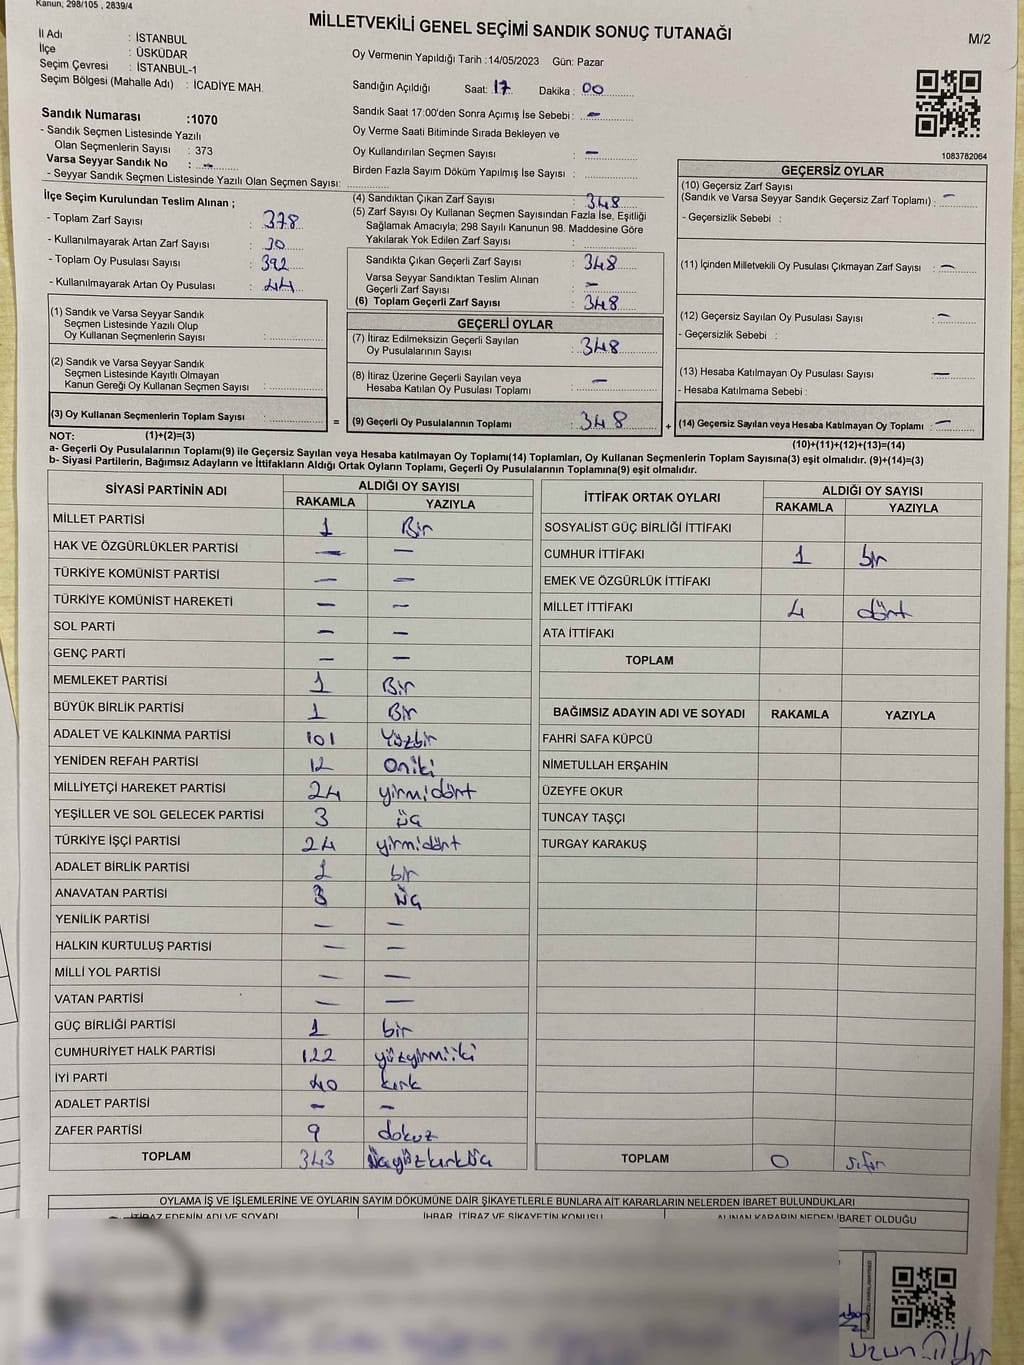 Kanun; 298/105 , 2839/4
MİLLETVEKİLİ GENEL SEÇİMİ SANDIK SONUÇ TUTANAĞI
M/2
İl Adı : İSTANBUL
İlçe : ÜSKÜDAR
Seçim Çevresi : İSTANBUL-1
Seçim Bölgesi (Mahalle Adı) : İCADİYE MAH.
Oy Vermenin Yapıldığı Tarih : 14/05/2023 Gün: Pazar
Sandığın Açıldığı Saat: 17 Dakika : 00
Sandık Saat 17:00'den Sonra Açımış İse Sebebi : –
Oy Verme Saati Bitiminde Sırada Bekleyen ve
Oy Kullandırılan Seçmen Sayısı : –
Birden Fazla Sayım Döküm Yapılmış İse Sayısı :
1083782064
Sandık Numarası :1070
- Sandık Seçmen Listesinde Yazılı
Olan Seçmenlerin Sayısı : 373
Varsa Seyyar Sandık No : –
- Seyyar Sandık Seçmen Listesinde Yazılı Olan Seçmen Sayısı:
İlçe Seçim Kurulundan Teslim Alınan ;
- Toplam Zarf Sayısı : 378
- Kullanılmayarak Artan Zarf Sayısı : 30
- Toplam Oy Pusulası Sayısı : 392
- Kullanılmayarak Artan Oy Pusulası : 44
(4) Sandıktan Çıkan Zarf Sayısı : 348
(5) Zarf Sayısı Oy Kullanan Seçmen Sayısından Fazla İse, Eşitliği
Sağlamak Amacıyla; 298 Sayılı Kanunun 98. Maddesine Göre
Yakılarak Yok Edilen Zarf Sayısı :
Sandıkta Çıkan Geçerli Zarf Sayısı : 348
Varsa Seyyar Sandıktan Teslim Alınan
Geçerli Zarf Sayısı : –
(6) Toplam Geçerli Zarf Sayısı : 348
GEÇERSİZ OYLAR
(10) Geçersiz Zarf Sayısı
(Sandık ve Varsa Seyyar Sandık Geçersiz Zarf Toplamı) : –
- Geçersizlik Sebebi :
(11) İçinden Milletvekili Oy Pusulası Çıkmayan Zarf Sayısı : –
(12) Geçersiz Sayılan Oy Pusulası Sayısı : –
- Geçersizlik Sebebi :
(13) Hesaba Katılmayan Oy Pusulası Sayısı : –
- Hesaba Katılmama Sebebi :
(14) Geçersiz Sayılan veya Hesaba Katılmayan Oy Toplamı : –
(10)+(11)+(12)+(13)=(14)
(1) Sandık ve Varsa Seyyar Sandık
Seçmen Listesinde Yazılı Olup
Oy Kullanan Seçmenlerin Sayısı :
(2) Sandık ve Varsa Seyyar Sandık
Seçmen Listesinde Kayıtlı Olmayan
Kanun Gereği Oy Kullanan Seçmen Sayısı :
(3) Oy Kullanan Seçmenlerin Toplam Sayısı : =
GEÇERLİ OYLAR
(7) İtiraz Edilmeksizin Geçerli Sayılan
Oy Pusulalarının Sayısı : 348
(8) İtiraz Üzerine Geçerli Sayılan veya
Hesaba Katılan Oy Pusulası Toplamı : –
(9) Geçerli Oy Pusulalarının Toplamı : 348 +
NOT: (1)+(2)=(3)
a- Geçerli Oy Pusulalarının Toplamı(9) ile Geçersiz Sayılan veya Hesaba katılmayan Oy Toplamı(14) Toplamları, Oy Kullanan Seçmenlerin Toplam Sayısına(3) eşit olmalıdır. (9)+(14)=(3)
b- Siyasi Partilerin, Bağımsız Adayların ve İttifakların Aldığı Ortak Oyların Toplamı, Geçerli Oy Pusulalarının Toplamına(9) eşit olmalıdır.
SİYASİ PARTİNİN ADI ALDIĞI OY SAYISI
RAKAMLA YAZIYLA
MİLLET PARTİSİ 1 Bir
HAK VE ÖZGÜRLÜKLER PARTİSİ – –
TÜRKİYE KOMÜNİST PARTİSİ – –
TÜRKİYE KOMÜNİST HAREKETİ – –
SOL PARTİ – –
GENÇ PARTİ – –
MEMLEKET PARTİSİ 1 Bir
BÜYÜK BİRLİK PARTİSİ 1 Bir
ADALET VE KALKINMA PARTİSİ 101 Yüzbir
YENİDEN REFAH PARTİSİ 12 Oniki
MİLLİYETÇİ HAREKET PARTİSİ 24 yirmidört
YEŞİLLER VE SOL GELECEK PARTİSİ 3 üç
TÜRKİYE İŞÇİ PARTİSİ 24 yirmidört
ADALET BİRLİK PARTİSİ 1 bir
ANAVATAN PARTİSİ 3 üç
YENİLİK PARTİSİ – –
HALKIN KURTULUŞ PARTİSİ – –
MİLLİ YOL PARTİSİ – –
VATAN PARTİSİ – –
GÜÇ BİRLİĞİ PARTİSİ 1 bir
CUMHURİYET HALK PARTİSİ 122 yüzyirmiiki
İYİ PARTİ 40 kırk
ADALET PARTİSİ – –
ZAFER PARTİSİ 9 dokuz
TOPLAM 343 üçyüzkırküç
İTTİFAK ORTAK OYLARI ALDIĞI OY SAYISI
RAKAMLA YAZIYLA
SOSYALİST GÜÇ BİRLİĞİ İTTİFAKI
CUMHUR İTTİFAKI 1 bir
EMEK VE ÖZGÜRLÜK İTTİFAKI
MİLLET İTTİFAKI 4 dört
ATA İTTİFAKI
TOPLAM
BAĞIMSIZ ADAYIN ADI VE SOYADI RAKAMLA YAZIYLA
FAHRİ SAFA KÜPCÜ
NİMETULLAH ERŞAHİN
ÜZEYFE OKUR
TUNCAY TAŞÇI
TURGAY KARAKUŞ
TOPLAM 0 sıfır
OYLAMA İŞ VE İŞLEMLERİNE VE OYLARIN SAYIM DÖKÜMÜNE DAİR ŞİKAYETLERLE BUNLARA AİT KARARLARIN NELERDEN İBARET BULUNDUKLARI
İTİRAZ EDENİN ADI VE SOYADI İHBAR, İTİRAZ VE ŞİKAYETİN KONUSU ALINAN KARARIN NEDEN İBARET OLDUĞU